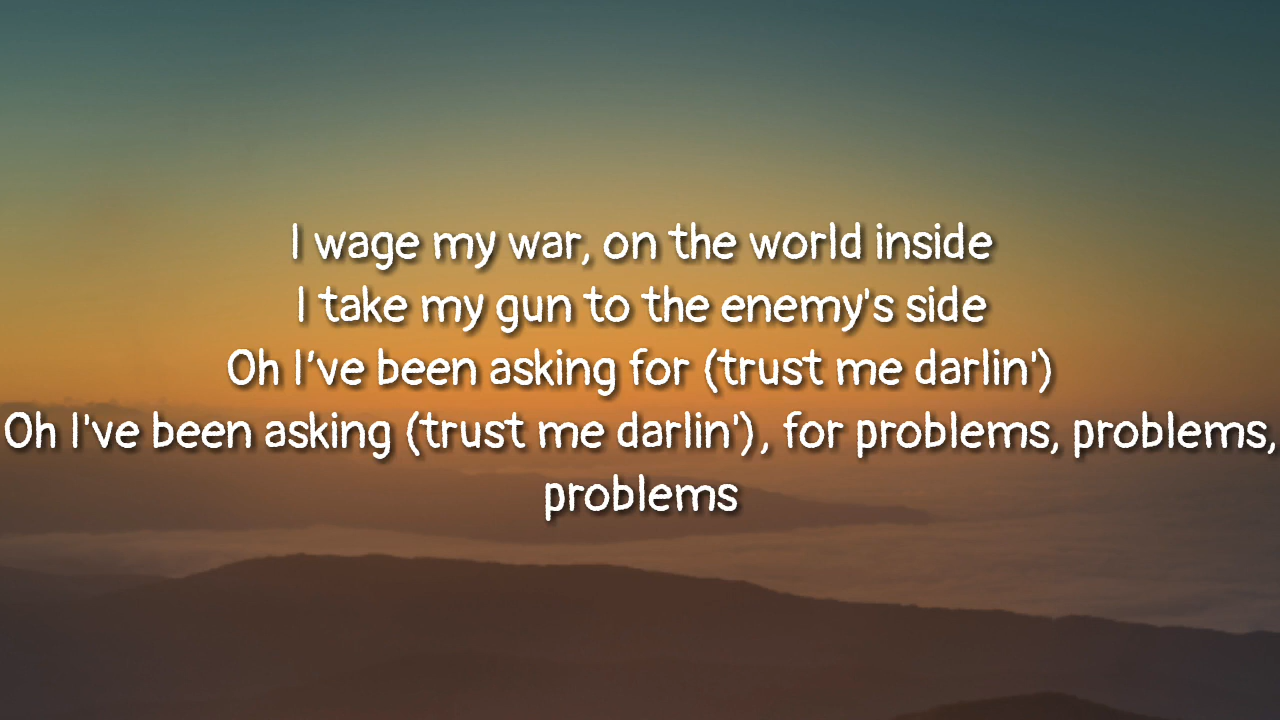 I wage my war, on the world inside
I take my gun to the enemy's side
Oh I've been asking for (trust me darlin')
Oh I've been asking (trust me darlin'), for problems, problems,
problems